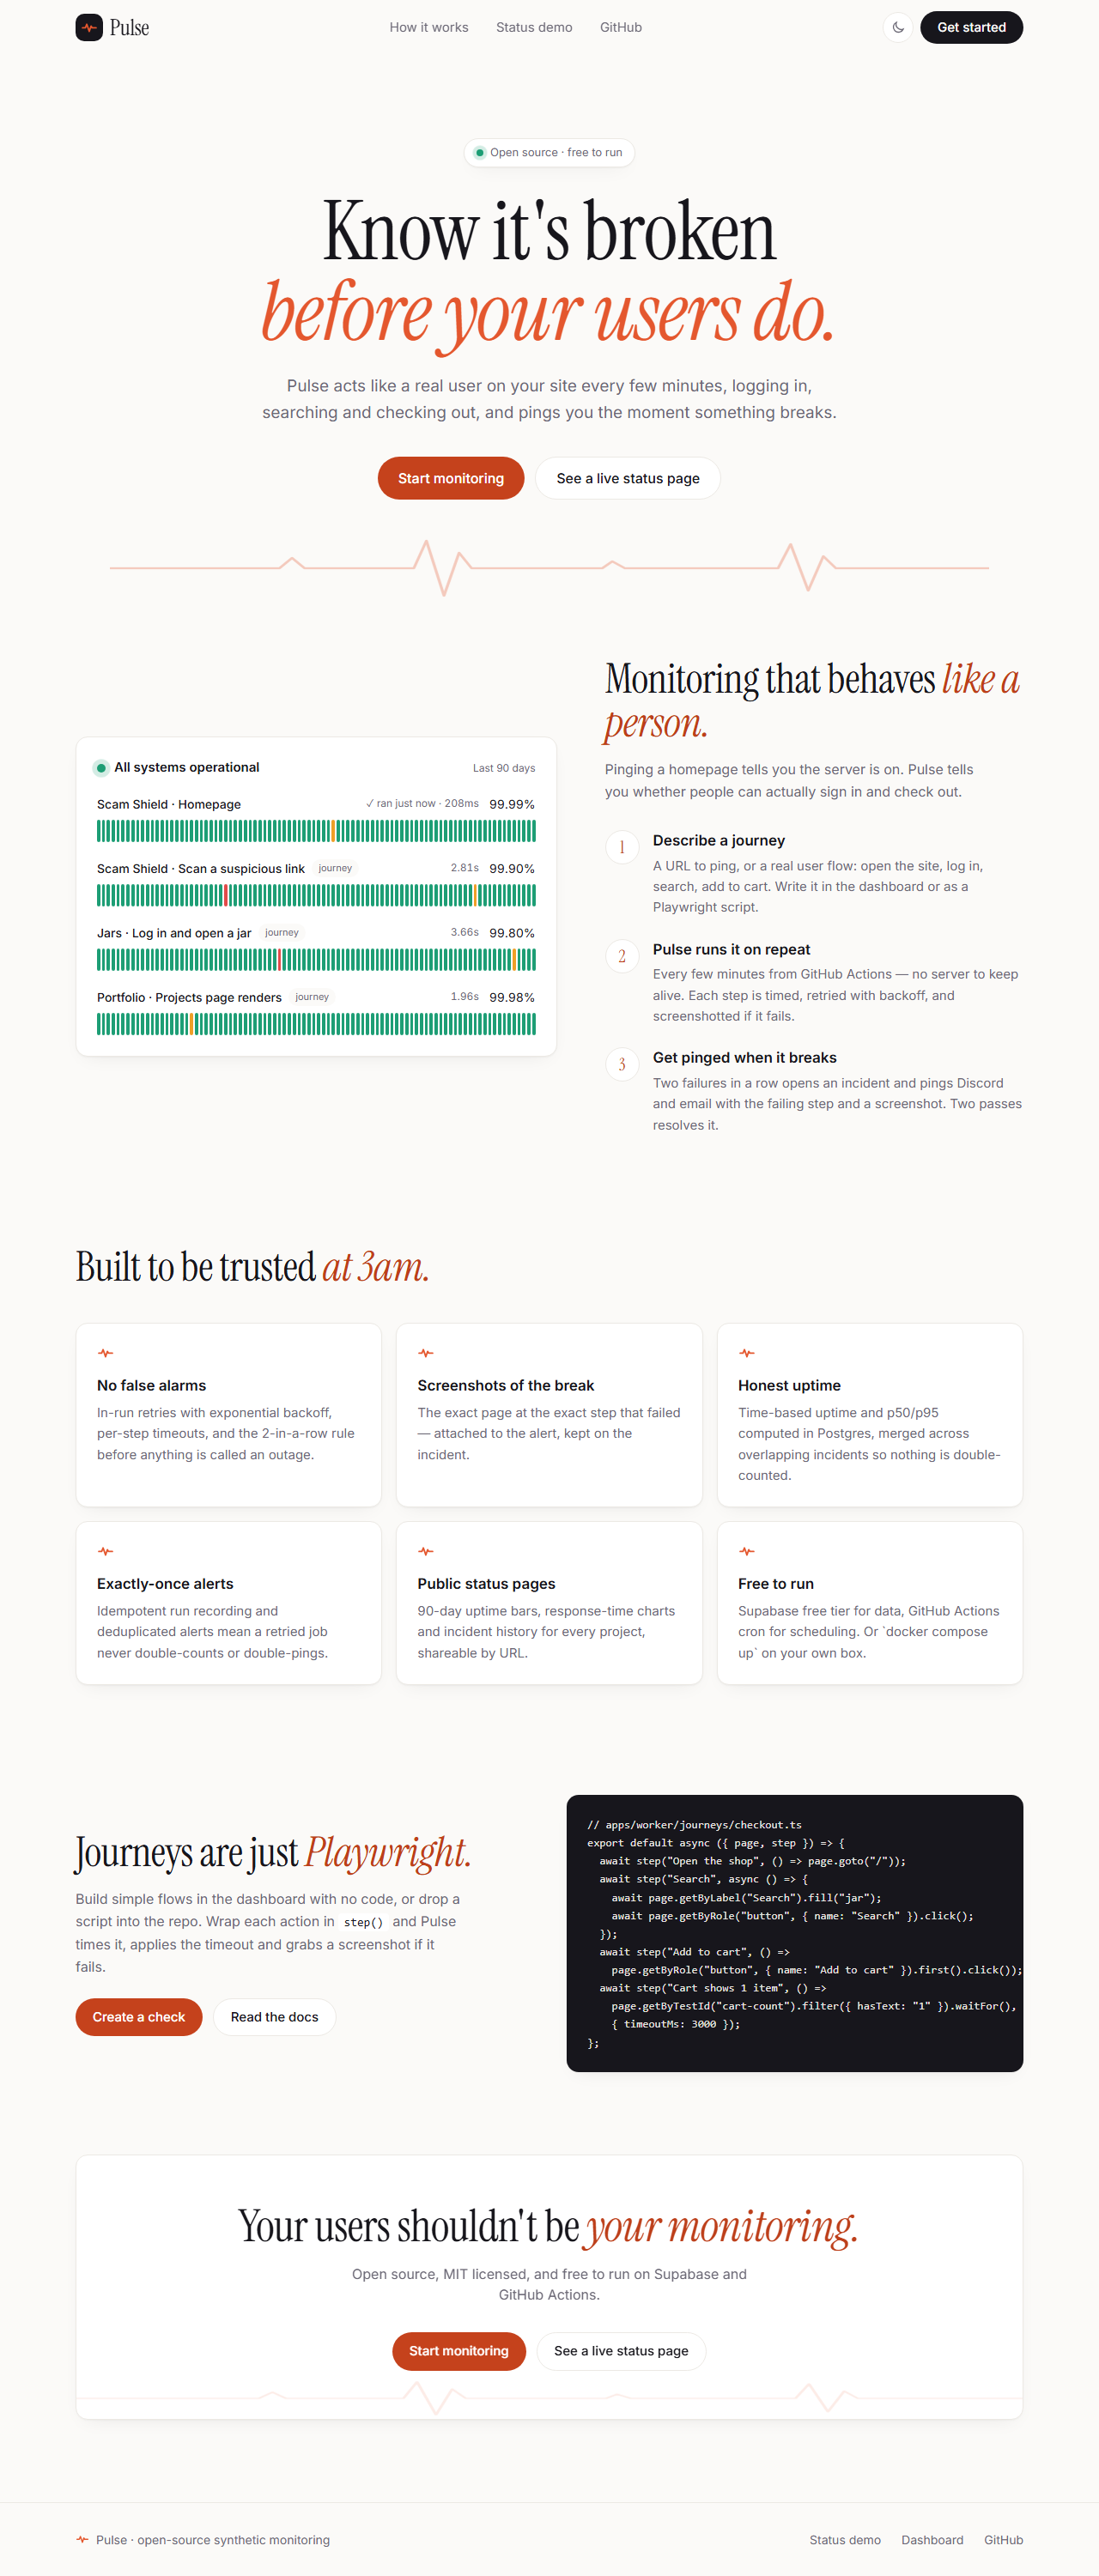 Pulse
How it works
Status demo
GitHub
Get started
Open source · free to run
Know it's broken
before your users do.
Pulse acts like a real user on your site every few minutes, logging in,
searching and checking out, and pings you the moment something breaks.
Start monitoring
See a live status page
All systems operational
Last 90 days
Scam Shield · Homepage
✓ ran just now · 208ms
99.99%
Scam Shield · Scan a suspicious link
journey
2.81s
99.90%
Jars · Log in and open a jar
journey
3.66s
99.80%
Portfolio · Projects page renders
journey
1.96s
99.98%
Monitoring that behaves like a
person.
Pinging a homepage tells you the server is on. Pulse tells
you whether people can actually sign in and check out.
1
Describe a journey
A URL to ping, or a real user flow: open the site, log in,
search, add to cart. Write it in the dashboard or as a
Playwright script.
2
Pulse runs it on repeat
Every few minutes from GitHub Actions — no server to keep
alive. Each step is timed, retried with backoff, and
screenshotted if it fails.
3
Get pinged when it breaks
Two failures in a row opens an incident and pings Discord
and email with the failing step and a screenshot. Two passes
resolves it.
Built to be trusted at 3am.
No false alarms
In-run retries with exponential backoff,
per-step timeouts, and the 2-in-a-row rule
before anything is called an outage.
Screenshots of the break
The exact page at the exact step that failed
— attached to the alert, kept on the
incident.
Honest uptime
Time-based uptime and p50/p95
computed in Postgres, merged across
overlapping incidents so nothing is double-
counted.
Exactly-once alerts
Idempotent run recording and
deduplicated alerts mean a retried job
never double-counts or double-pings.
Public status pages
90-day uptime bars, response-time charts
and incident history for every project,
shareable by URL.
Free to run
Supabase free tier for data, GitHub Actions
cron for scheduling. Or `docker compose
up` on your own box.
Journeys are just Playwright.
Build simple flows in the dashboard with no code, or drop a
script into the repo. Wrap each action in step() and Pulse
times it, applies the timeout and grabs a screenshot if it
fails.
Create a check
Read the docs
// apps/worker/journeys/checkout.ts
export default async ({ page, step }) => {
  await step("Open the shop", () => page.goto("/"));
  await step("Search", async () => {
    await page.getByLabel("Search").fill("jar");
    await page.getByRole("button", { name: "Search" }).click();
  });
  await step("Add to cart", () =>
    page.getByRole("button", { name: "Add to cart" }).first().click());
  await step("Cart shows 1 item", () =>
    page.getByTestId("cart-count").filter({ hasText: "1" }).waitFor(),
    { timeoutMs: 3000 });
};
Your users shouldn't be your monitoring.
Open source, MIT licensed, and free to run on Supabase and
GitHub Actions.
Start monitoring
See a live status page
Pulse · open-source synthetic monitoring
Status demo
Dashboard
GitHub